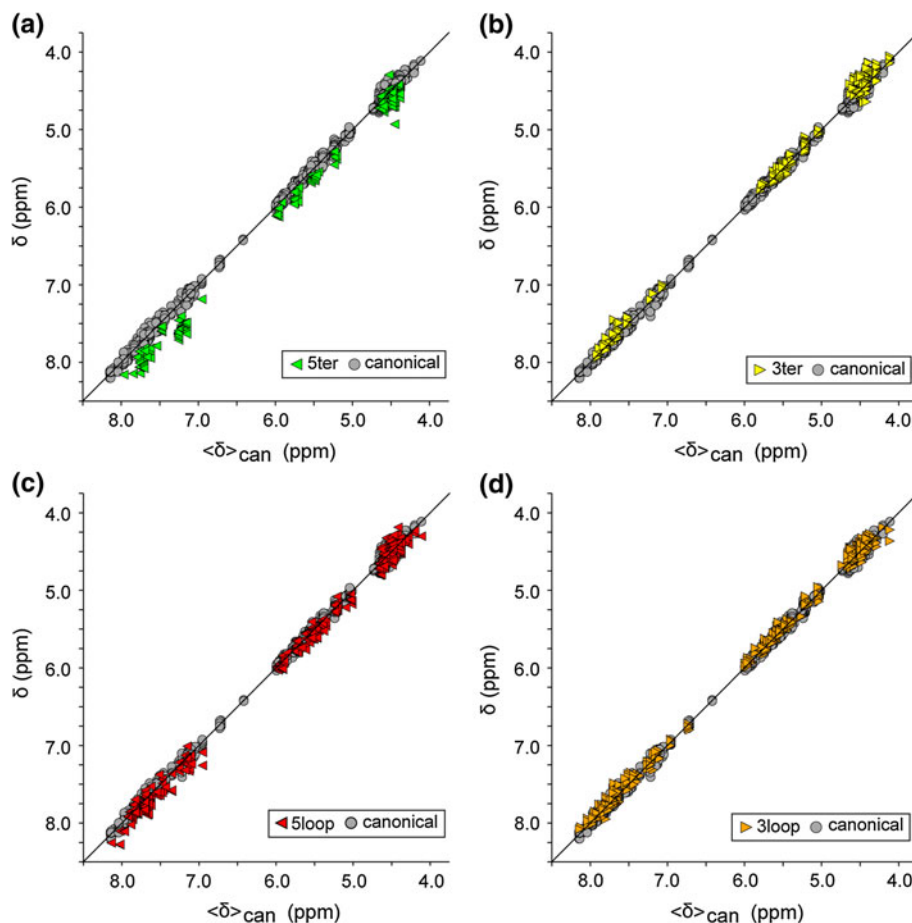 (a)
4.0
5.0
6.0
7.0
8.0
δ (ppm)
5ter canonical
8.0 7.0 6.0 5.0 4.0
<δ>can (ppm)
(b)
4.0
5.0
6.0
7.0
8.0
δ (ppm)
3ter canonical
8.0 7.0 6.0 5.0 4.0
<δ>can (ppm)
(c)
4.0
5.0
6.0
7.0
8.0
δ (ppm)
5loop canonical
8.0 7.0 6.0 5.0 4.0
<δ>can (ppm)
(d)
4.0
5.0
6.0
7.0
8.0
δ (ppm)
3loop canonical
8.0 7.0 6.0 5.0 4.0
<δ>can (ppm)